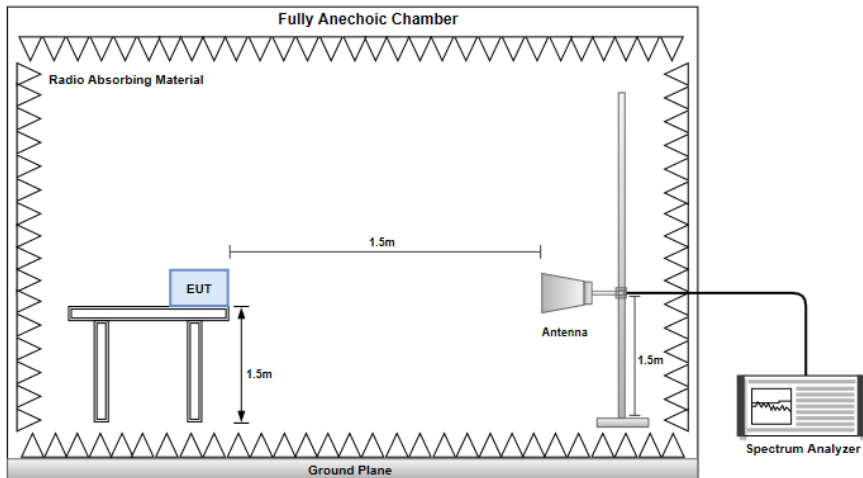 Fully Anechoic Chamber
Radio Absorbing Material
1.5m
EUT
Antenna
1.5m
1.5m
Spectrum Analyzer
Ground Plane